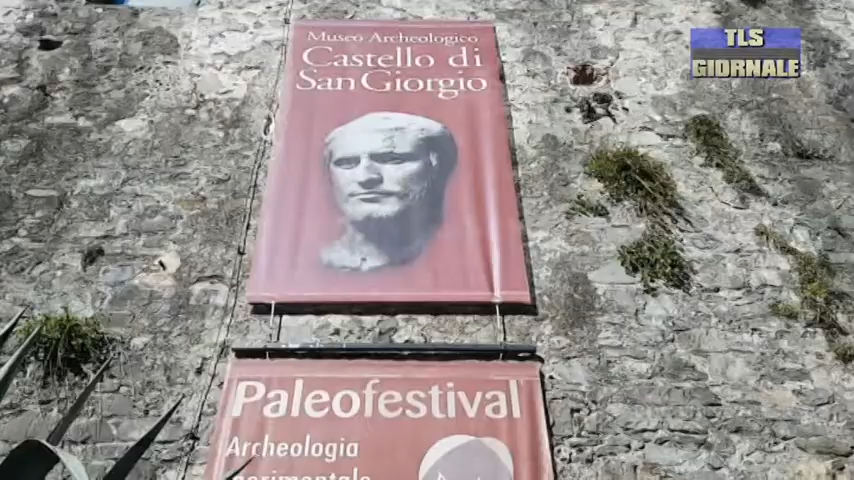 TLS
GIORNALE
Museo Archeologico
Castello di
San Giorgio
Paleofestival
Archeologia